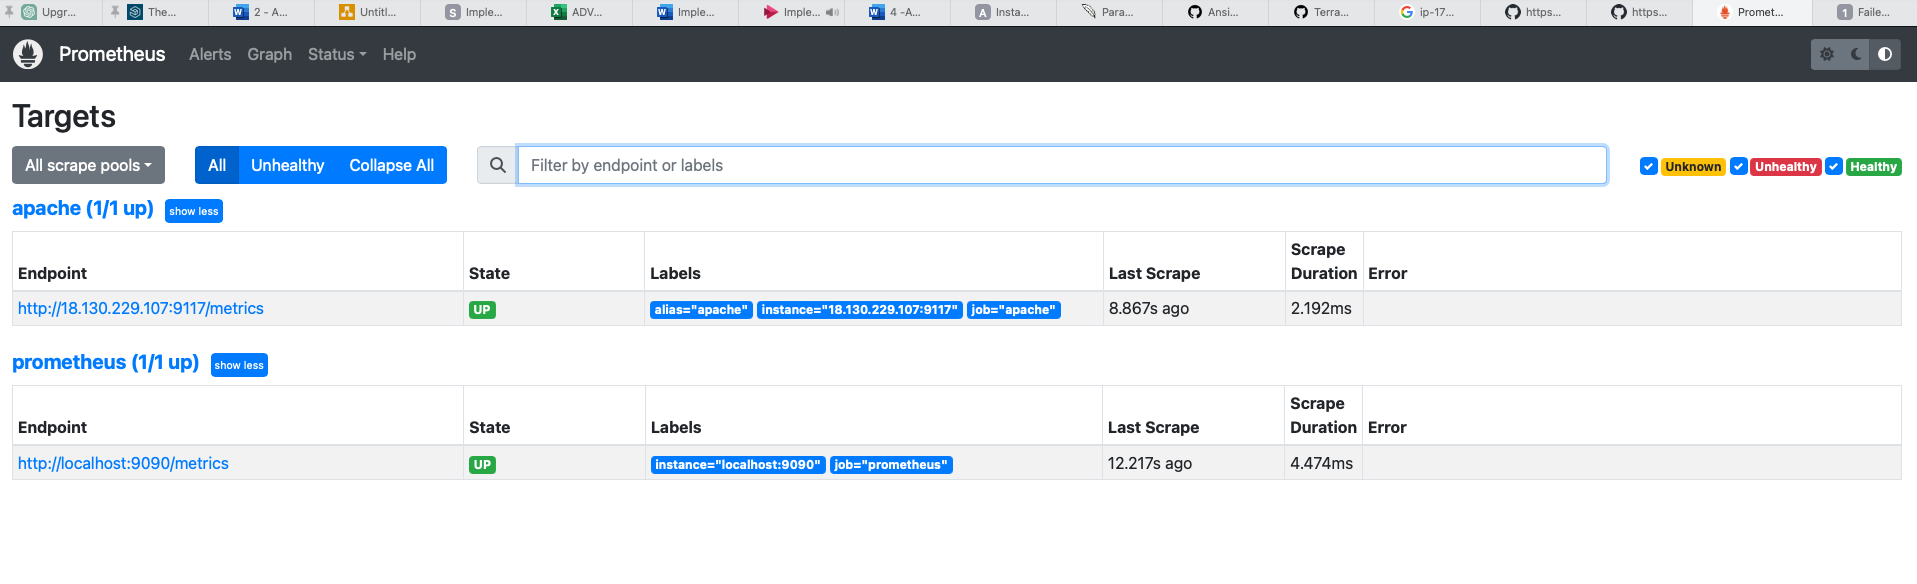 Upgr... The... 2 - A... Untitl... Imple... ADV... Imple... Imple... 4 -A... Insta... Para... Ansi... Terra... ip-17... https... https... Promet... Faile...
Prometheus Alerts Graph Status Help
Targets
All scrape pools All Unhealthy Collapse All Filter by endpoint or labels Unknown Unhealthy Healthy
apache (1/1 up) show less
Endpoint State Labels Last Scrape Scrape Duration Error
http://18.130.229.107:9117/metrics UP alias="apache" instance="18.130.229.107:9117" job="apache" 8.867s ago 2.192ms
prometheus (1/1 up) show less
Endpoint State Labels Last Scrape Scrape Duration Error
http://localhost:9090/metrics UP instance="localhost:9090" job="prometheus" 12.217s ago 4.474ms